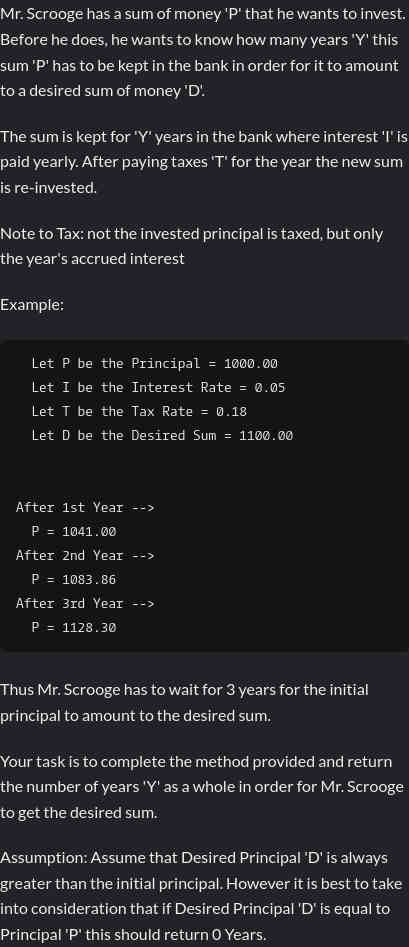 Mr. Scrooge has a sum of money 'P' that he wants to invest.
Before he does, he wants to know how many years 'Y' this
sum 'P' has to be kept in the bank in order for it to amount
to a desired sum of money 'D'.
The sum is kept for 'Y' years in the bank where interest 'I' is
paid yearly. After paying taxes 'T' for the year the new sum
is re-invested.
Note to Tax: not the invested principal is taxed, but only
the year's accrued interest
Example:
Let P be the Principal = 1000.00
Let I be the Interest Rate = 0.05
Let T be the Tax Rate = 0.18
Let D be the Desired Sum = 1100.00
After 1st Year -->
P = 1041.00
After 2nd Year -->
P = 1083.86
After 3rd Year -->
P = 1128.30
Thus Mr. Scrooge has to wait for 3 years for the initial
principal to amount to the desired sum.
Your task is to complete the method provided and return
the number of years 'Y' as a whole in order for Mr. Scrooge
to get the desired sum.
Assumption: Assume that Desired Principal 'D' is always
greater than the initial principal. However it is best to take
into consideration that if Desired Principal 'D' is equal to
Principal 'P' this should return 0 Years.